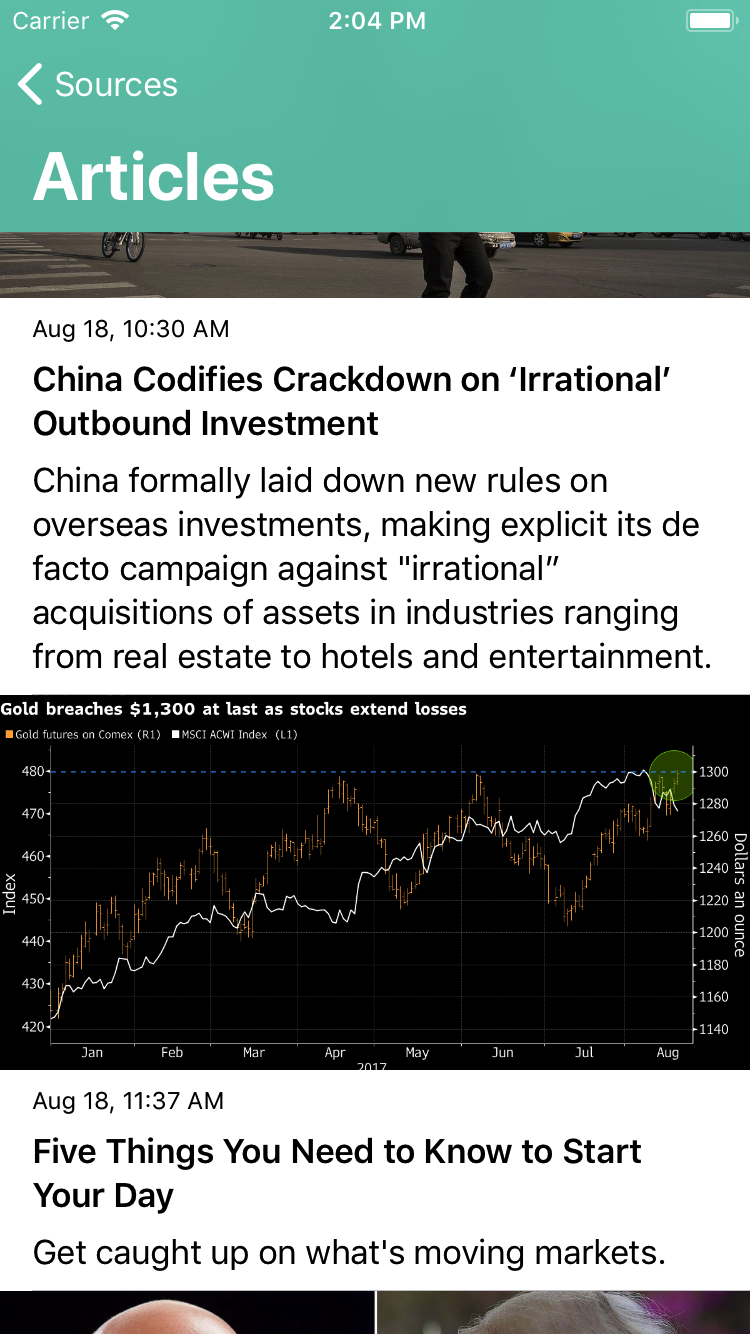 Carrier 2:04 PM
Sources
Articles
Aug 18, 10:30 AM
China Codifies Crackdown on ‘Irrational’
Outbound Investment
China formally laid down new rules on
overseas investments, making explicit its de
facto campaign against "irrational”
acquisitions of assets in industries ranging
from real estate to hotels and entertainment.
Gold breaches $1,300 at last as stocks extend losses
Gold futures on Comex (R1) MSCI ACWI Index (L1)
480 1300
470 1280
460 1260
450 1240
440 1220
430 1200
420 1180
1160
1140
Index
Dollars an ounce
Jan Feb Mar Apr May Jun Jul Aug
2017
Aug 18, 11:37 AM
Five Things You Need to Know to Start
Your Day
Get caught up on what's moving markets.